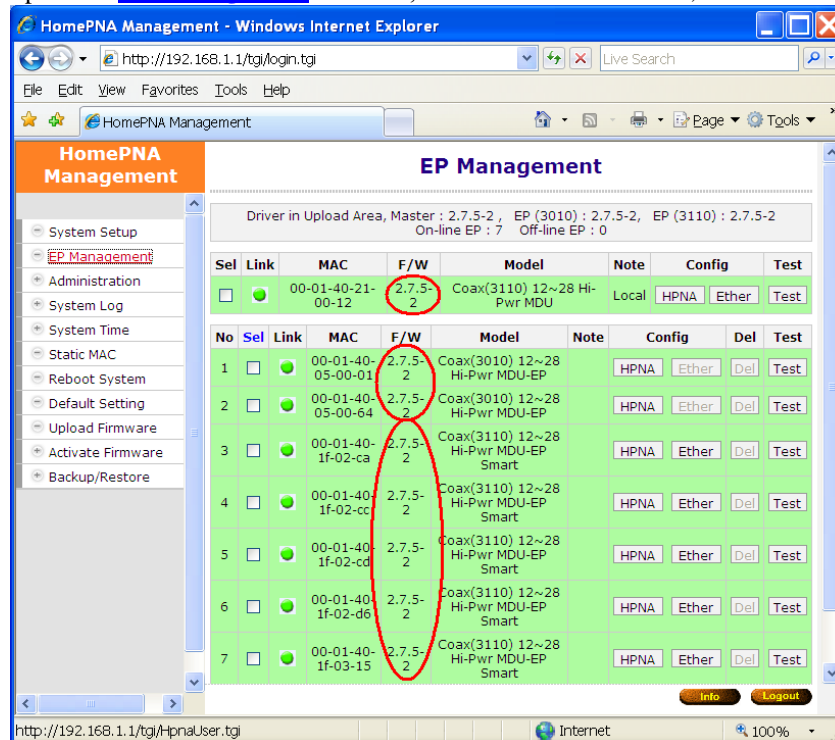 HomePNA Management - Windows Internet Explorer
http://192.168.1.1/tgi/login.tgi
Live Search
File Edit View Favorites Tools Help
HomePNA Management
Page Tools
HomePNA
Management
System Setup
EP Management
Administration
System Log
System Time
Static MAC
Reboot System
Default Setting
Upload Firmware
Activate Firmware
Backup/Restore
EP Management
Driver in Upload Area, Master : 2.7.5-2 , EP (3010) : 2.7.5-2, EP (3110) : 2.7.5-2
On-line EP : 7 Off-line EP : 0
Sel Link MAC F/W Model Note Config Test
00-01-40-21- 2.7.5- Coax(3110) 12~28 Hi- Local HPNA Ether Test
00-12 2 Pwr MDU
No Sel Link MAC F/W Model Note Config Del Test
1 00-01-40- 2.7.5- Coax(3010) 12~28 HPNA Ether Del Test
05-00-01 2 Hi-Pwr MDU-EP
2 00-01-40- 2.7.5- Coax(3010) 12~28 HPNA Ether Del Test
05-00-64 2 Hi-Pwr MDU-EP
3 00-01-40- 2.7.5- Coax(3110) 12~28 HPNA Ether Del Test
1f-02-ca 2 Hi-Pwr MDU-EP
Smart
4 00-01-40- 2.7.5- Coax(3110) 12~28 HPNA Ether Del Test
1f-02-cc 2 Hi-Pwr MDU-EP
Smart
5 00-01-40- 2.7.5- Coax(3110) 12~28 HPNA Ether Del Test
1f-02-cd 2 Hi-Pwr MDU-EP
Smart
6 00-01-40- 2.7.5- Coax(3110) 12~28 HPNA Ether Del Test
1f-02-d6 2 Hi-Pwr MDU-EP
Smart
7 00-01-40- 2.7.5- Coax(3110) 12~28 HPNA Ether Del Test
1f-03-15 2 Hi-Pwr MDU-EP
Smart
Info Logout
http://192.168.1.1/tgi/HpnaUser.tgi Internet 100%